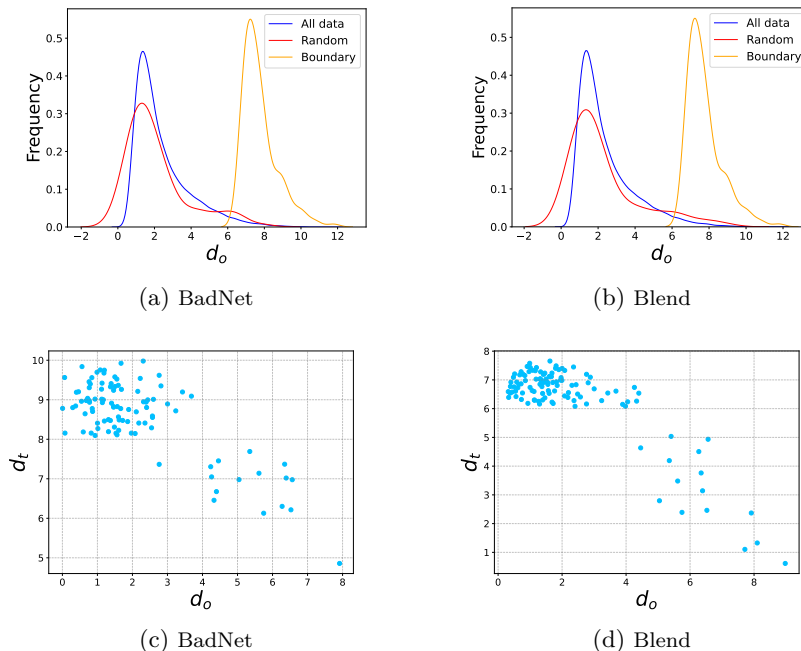 All data
Random
Boundary
Frequency
0.5
0.4
0.3
0.2
0.1
0.0
−2 0 2 4 6 8 10 12
d_o
(a) BadNet
All data
Random
Boundary
Frequency
0.5
0.4
0.3
0.2
0.1
0.0
−2 0 2 4 6 8 10 12
d_o
(b) Blend
d_t
10
9
8
7
6
5
0 1 2 3 4 5 6 7 8
d_o
(c) BadNet
d_t
8
7
6
5
4
3
2
1
0 2 4 6 8
d_o
(d) Blend